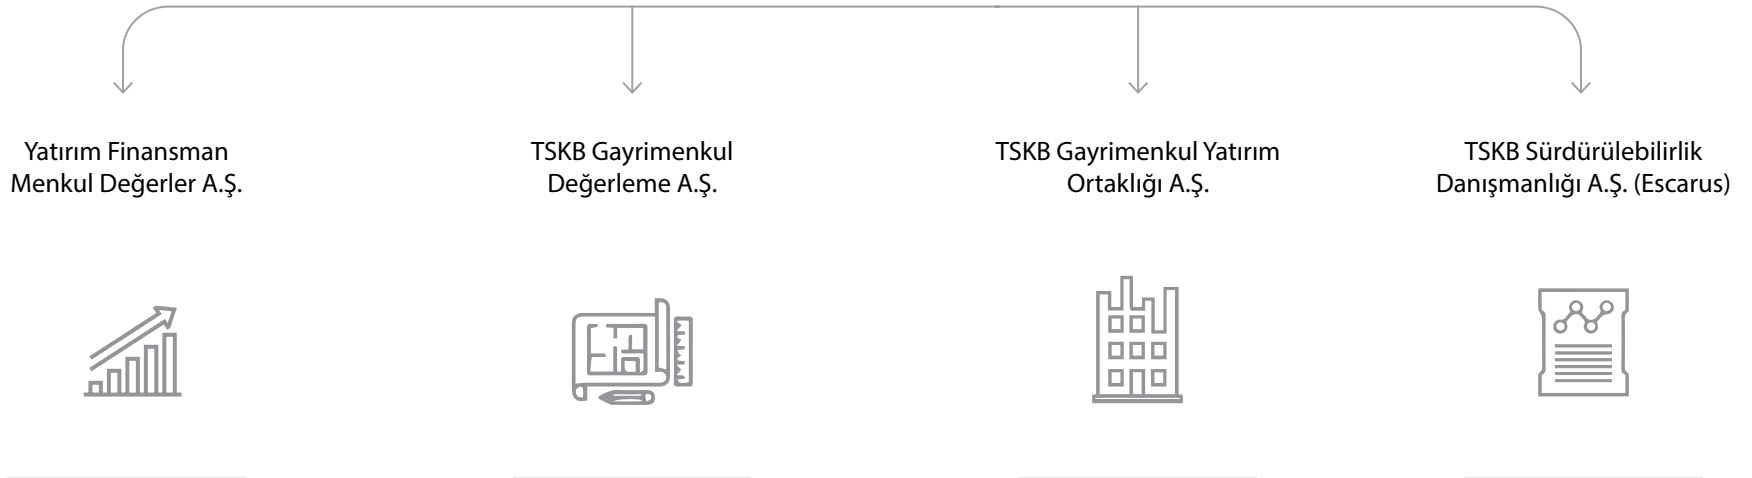 Yatırım Finansman
Menkul Değerler A.Ş.
TSKB Gayrimenkul
Değerleme A.Ş.
TSKB Gayrimenkul Yatırım
Ortaklığı A.Ş.
TSKB Sürdürülebilirlik
Danışmanlığı A.Ş. (Escarus)